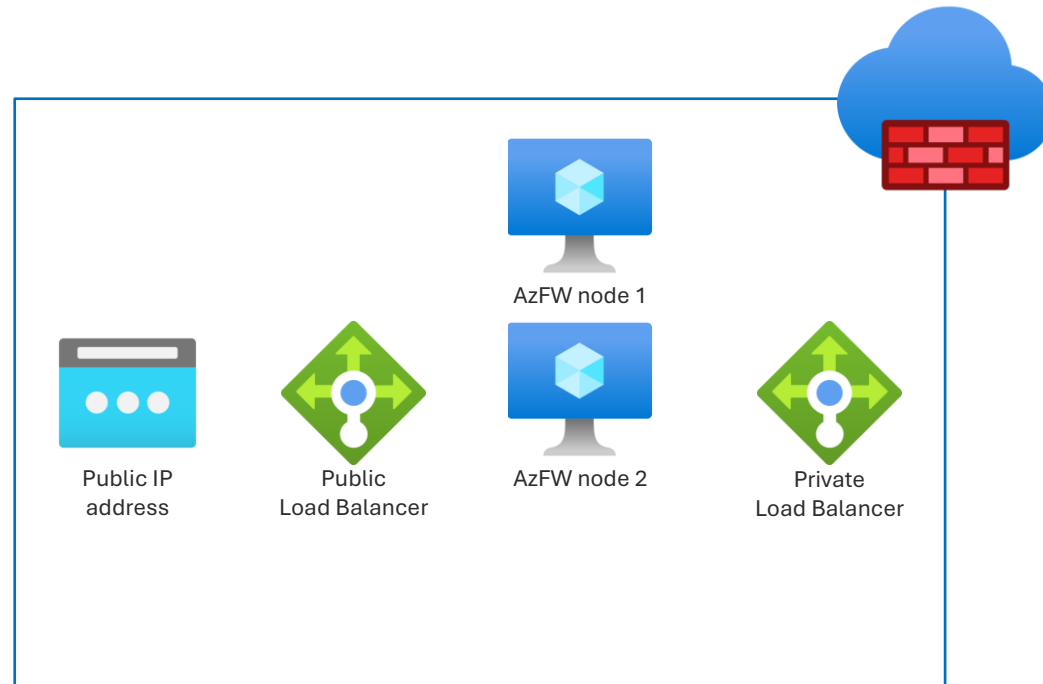 AzFW node 1
Public IP
address
Public
Load Balancer
AzFW node 2
Private
Load Balancer